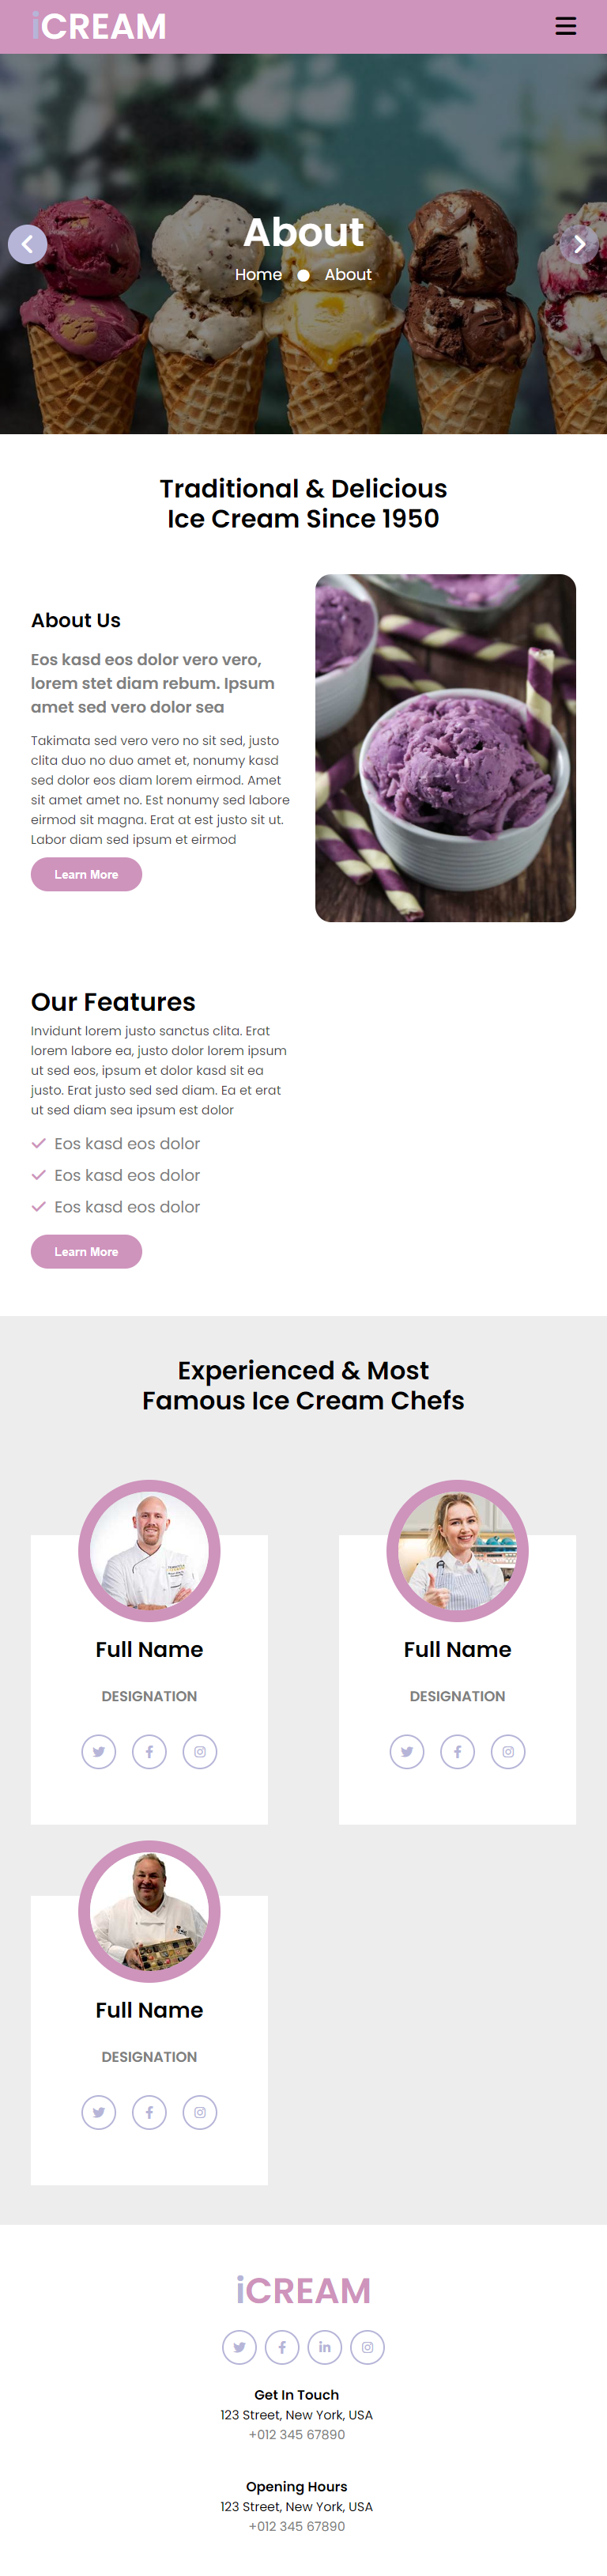 iCREAM
About
Home About
Traditional & Delicious
Ice Cream Since 1950
About Us
Eos kasd eos dolor vero vero,
lorem stet diam rebum. Ipsum
amet sed vero dolor sea
Takimata sed vero vero no sit sed, justo
clita duo no duo amet et, nonumy kasd
sed dolor eos diam lorem eirmod. Amet
sit amet amet no. Est nonumy sed labore
eirmod sit magna. Erat at est justo sit ut.
Labor diam sed ipsum et eirmod
Learn More
Our Features
Invidunt lorem justo sanctus clita. Erat
lorem labore ea, justo dolor lorem ipsum
ut sed eos, ipsum et dolor kasd sit ea
justo. Erat justo sed sed diam. Ea et erat
ut sed diam sea ipsum est dolor
Eos kasd eos dolor
Eos kasd eos dolor
Eos kasd eos dolor
Learn More
Experienced & Most
Famous Ice Cream Chefs
Full Name
DESIGNATION
Full Name
DESIGNATION
Full Name
DESIGNATION
iCREAM
Get In Touch
123 Street, New York, USA
+012 345 67890
Opening Hours
123 Street, New York, USA
+012 345 67890